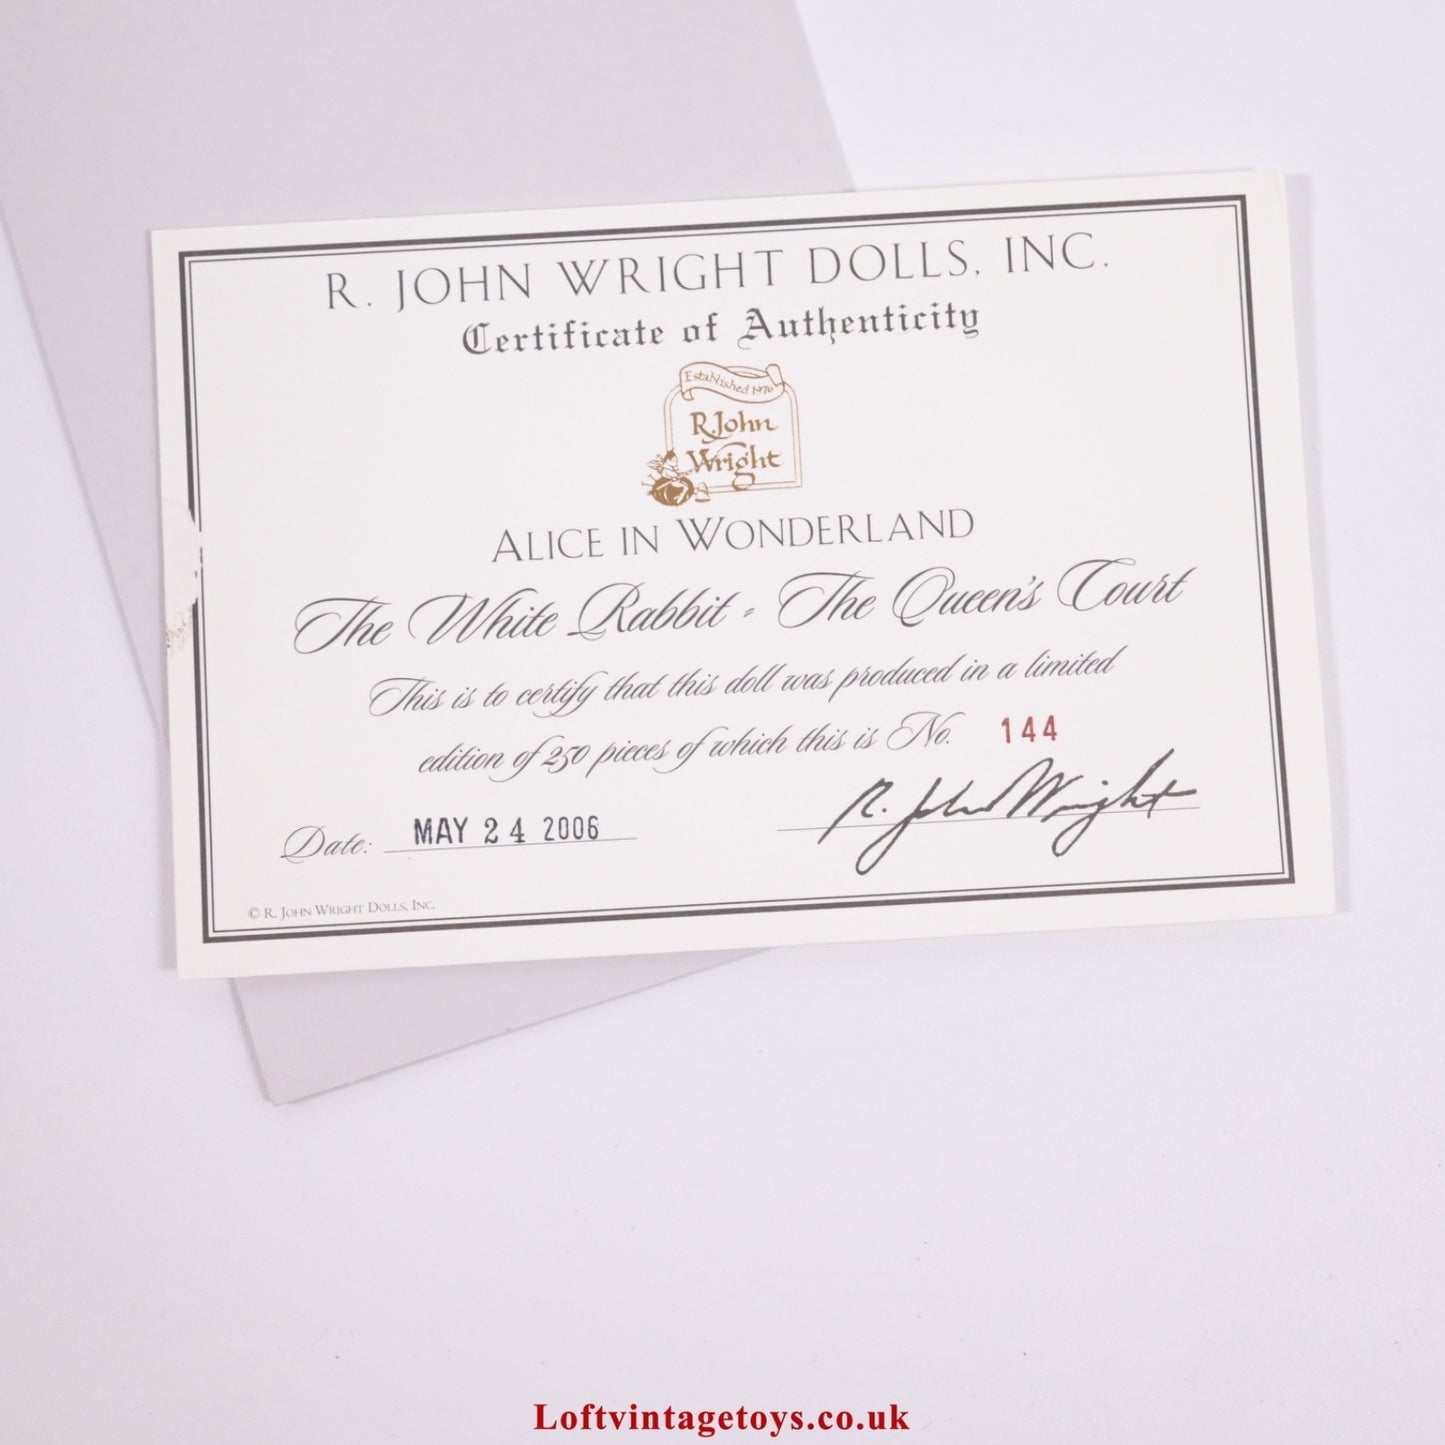 R. JOHN WRIGHT DOLLS, INC.
Certificate of Authenticity
Established 1976
R. John
Wright
ALICE IN WONDERLAND
The White Rabbit - The Queen's Court
This is to certify that this doll was produced in a limited
edition of 250 pieces of which this is No. 144
R. John Wright
Date: MAY 24 2006
© R. JOHN WRIGHT DOLLS, INC.
Loftvintagetoys.co.uk